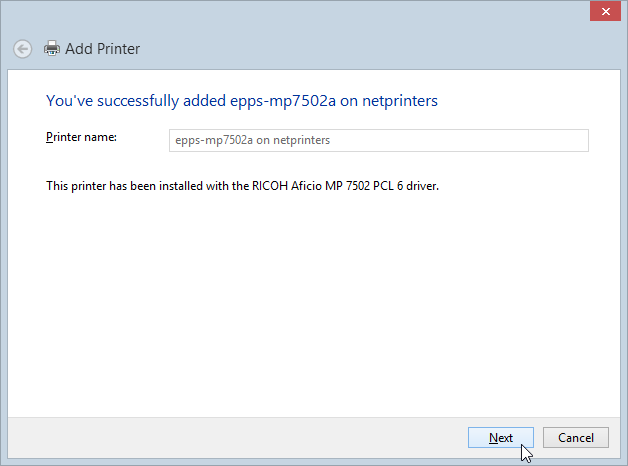 Add Printer
You've successfully added epps-mp7502a on netprinters
Printer name:
epps-mp7502a on netprinters
This printer has been installed with the RICOH Aficio MP 7502 PCL 6 driver.
Next
Cancel